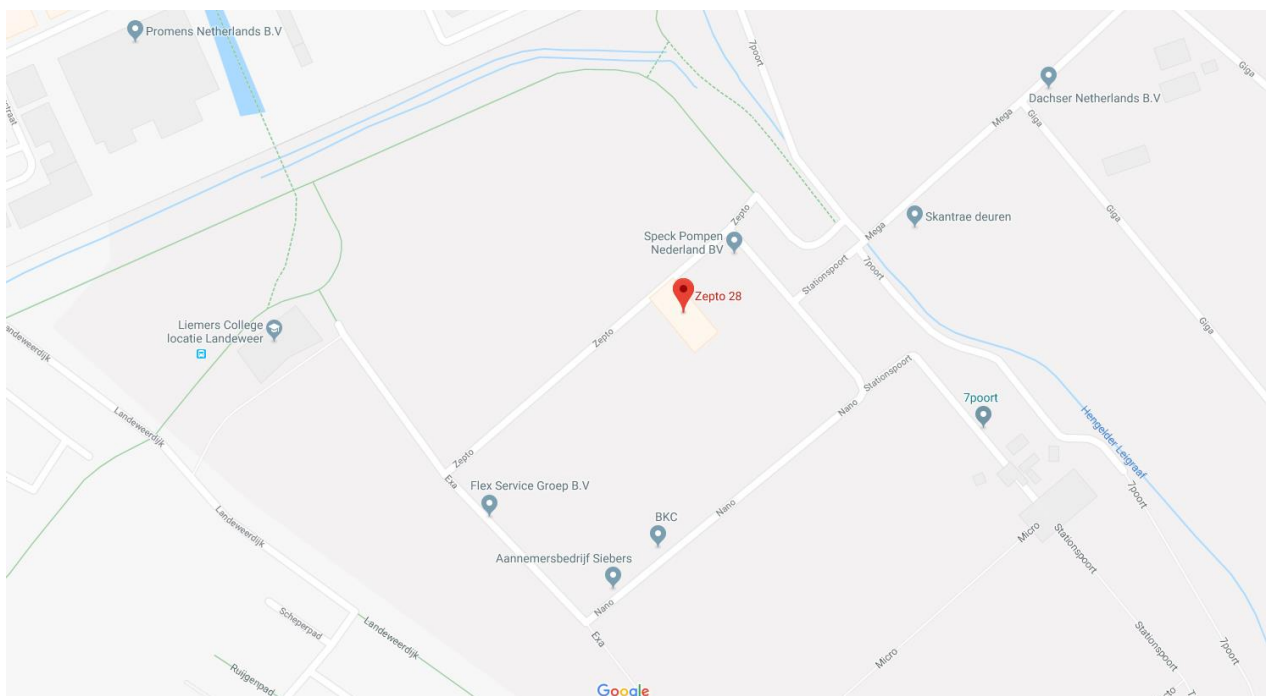 Promens Netherlands B.V
7poort
Giga
Dachser Netherlands B.V
Mega
Giga
Zepto
Speck Pompen
Nederland BV
Skantrae deuren
Mega
Giga
Stationspoort
7poort
Zepto 28
Liemers College
locatie Landeweer
Zepto
Giga
Landeweerdijk
Stationspoort
7poort
Nano
Hengelder Leigraaf
Zepto
Exa
Flex Service Groep B.V
BKC
Nano
7poort
Micro
Stationspoort
Landeweerdijk
Aannemersbedrijf Siebers
Nano
Exa
Scheperpad
Landeweerdijk
Micro
Stationspoort
7poort
Ruijgenpad
Google